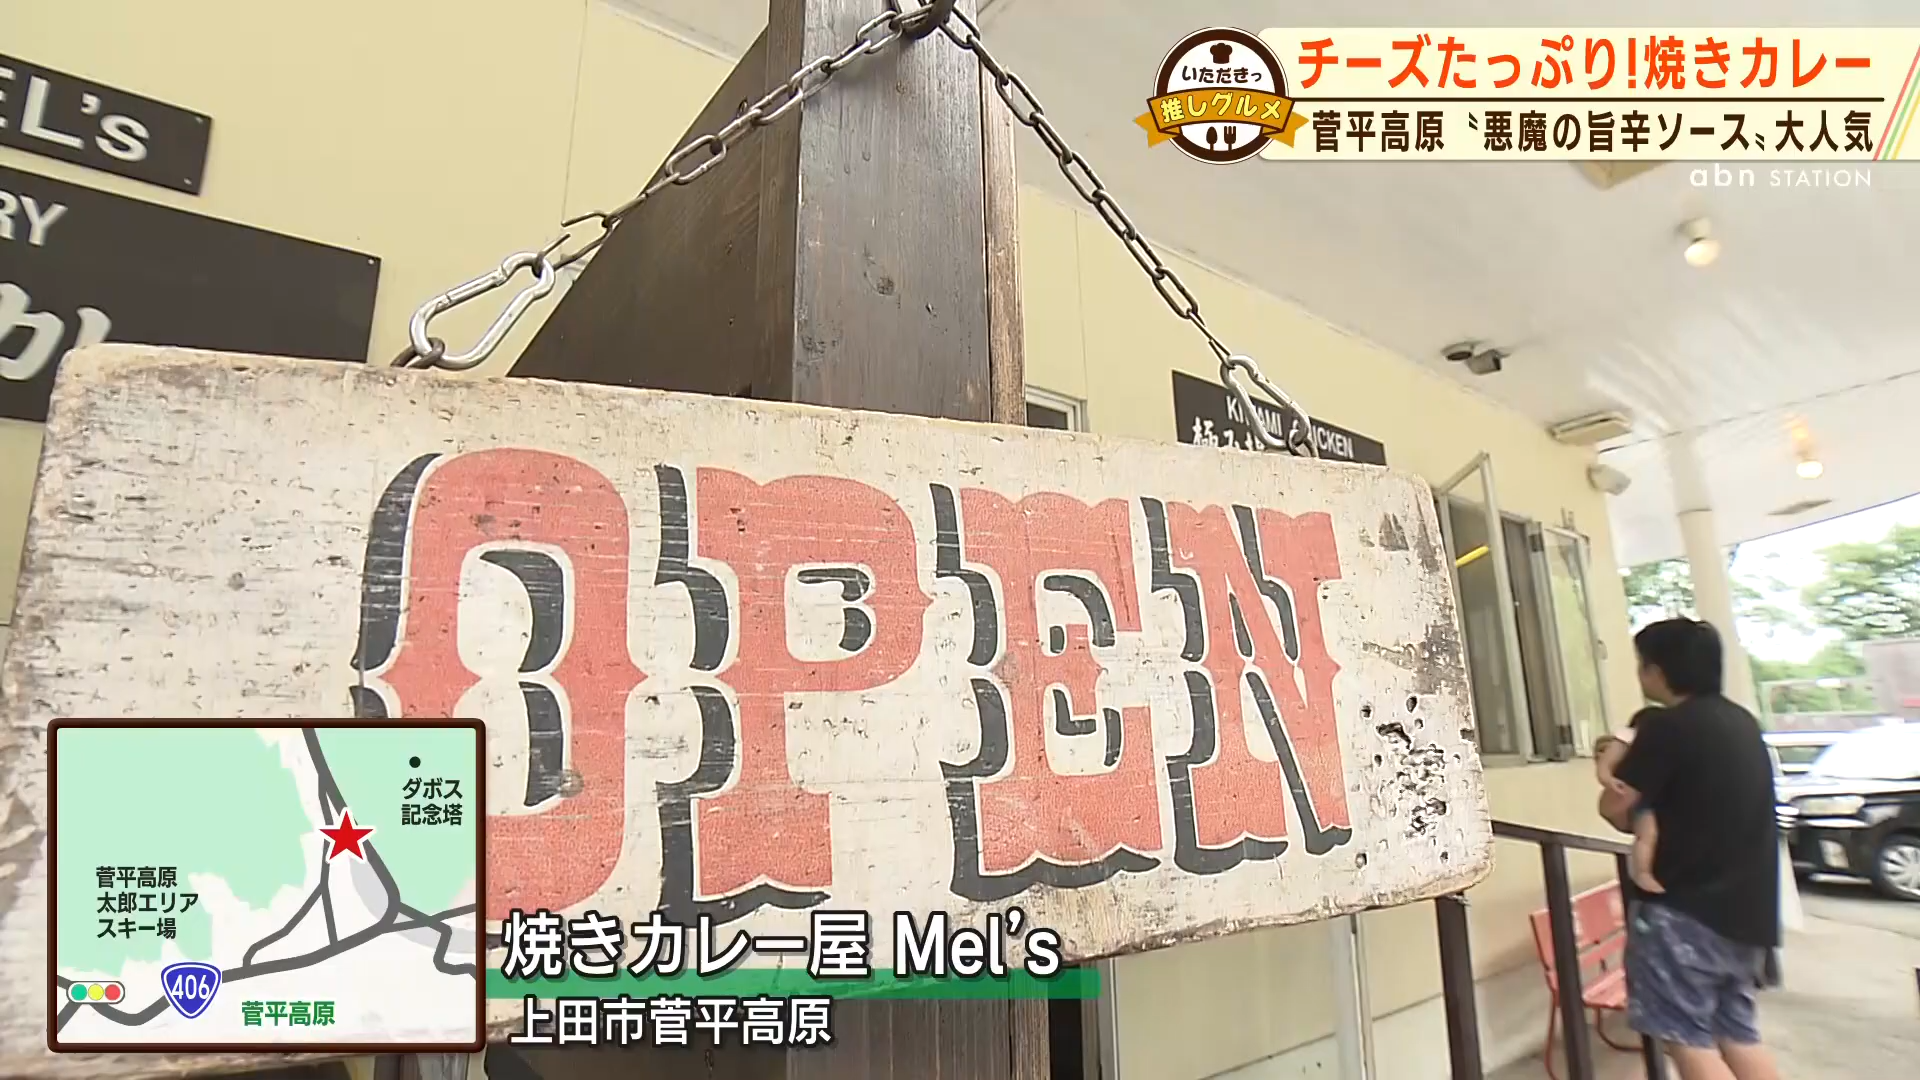 いただきっ
推しグルメ
チーズたっぷり!焼きカレー
菅平高原〝悪魔の旨辛ソース〟大人気
abn STATION
EL's
RY
カレ
CKEN
OPEN
ダボス
記念塔
菅平高原
太郎エリア
スキー場
406
菅平高原
焼きカレー屋 Mel's
上田市菅平高原